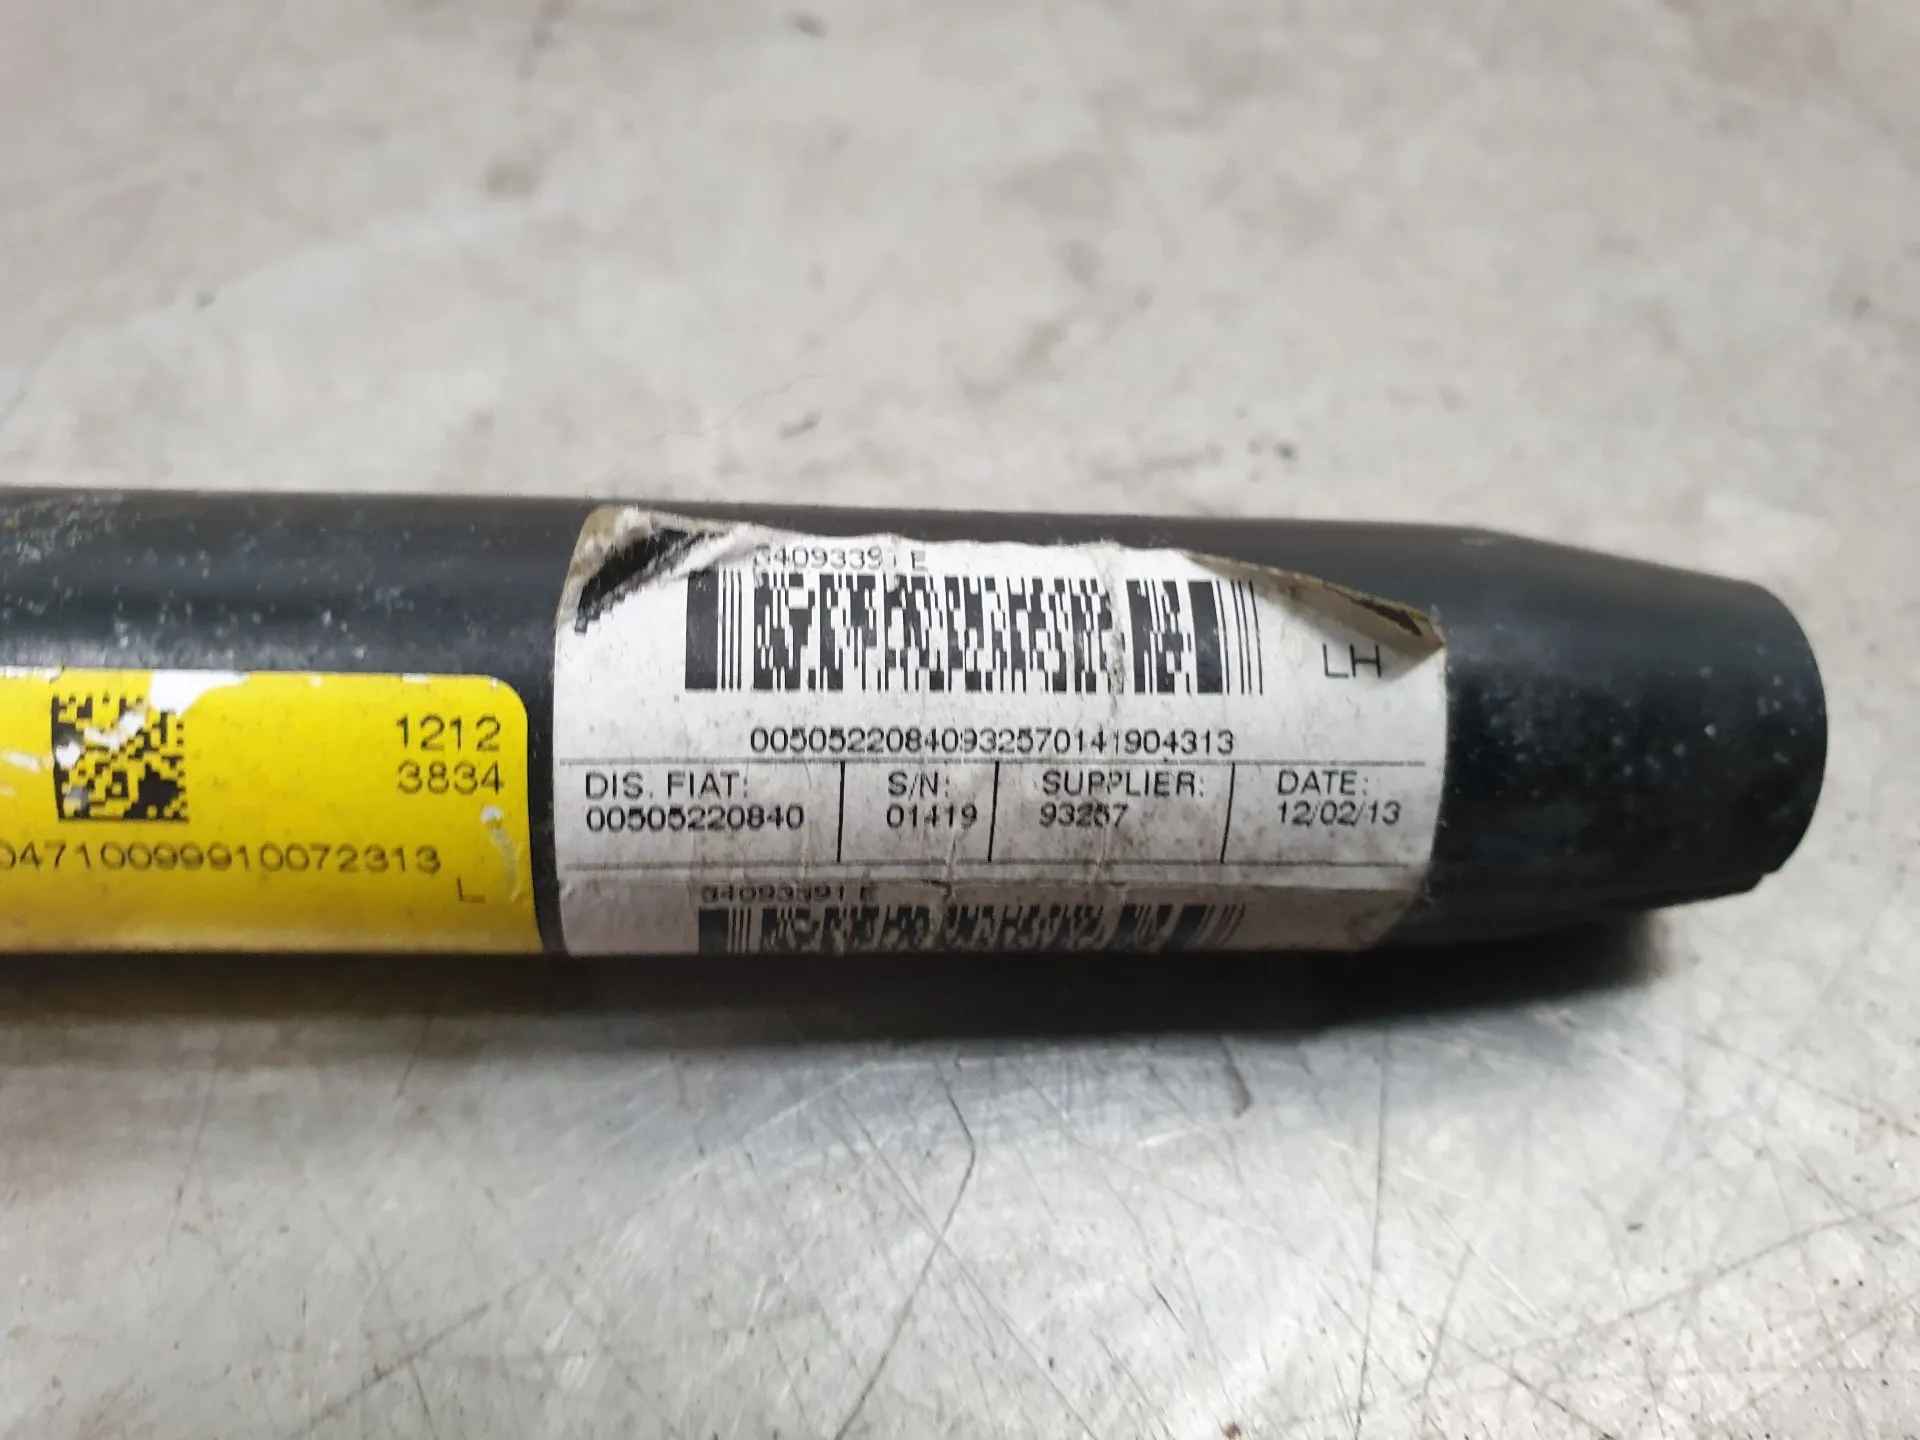 1212
3834
04710099910072313
L
34093391 E
LH
00505220840932570141904313
DIS. FIAT: S/N: SUPPLIER: DATE:
00505220840 01419 93257 12/02/13
34093391 E